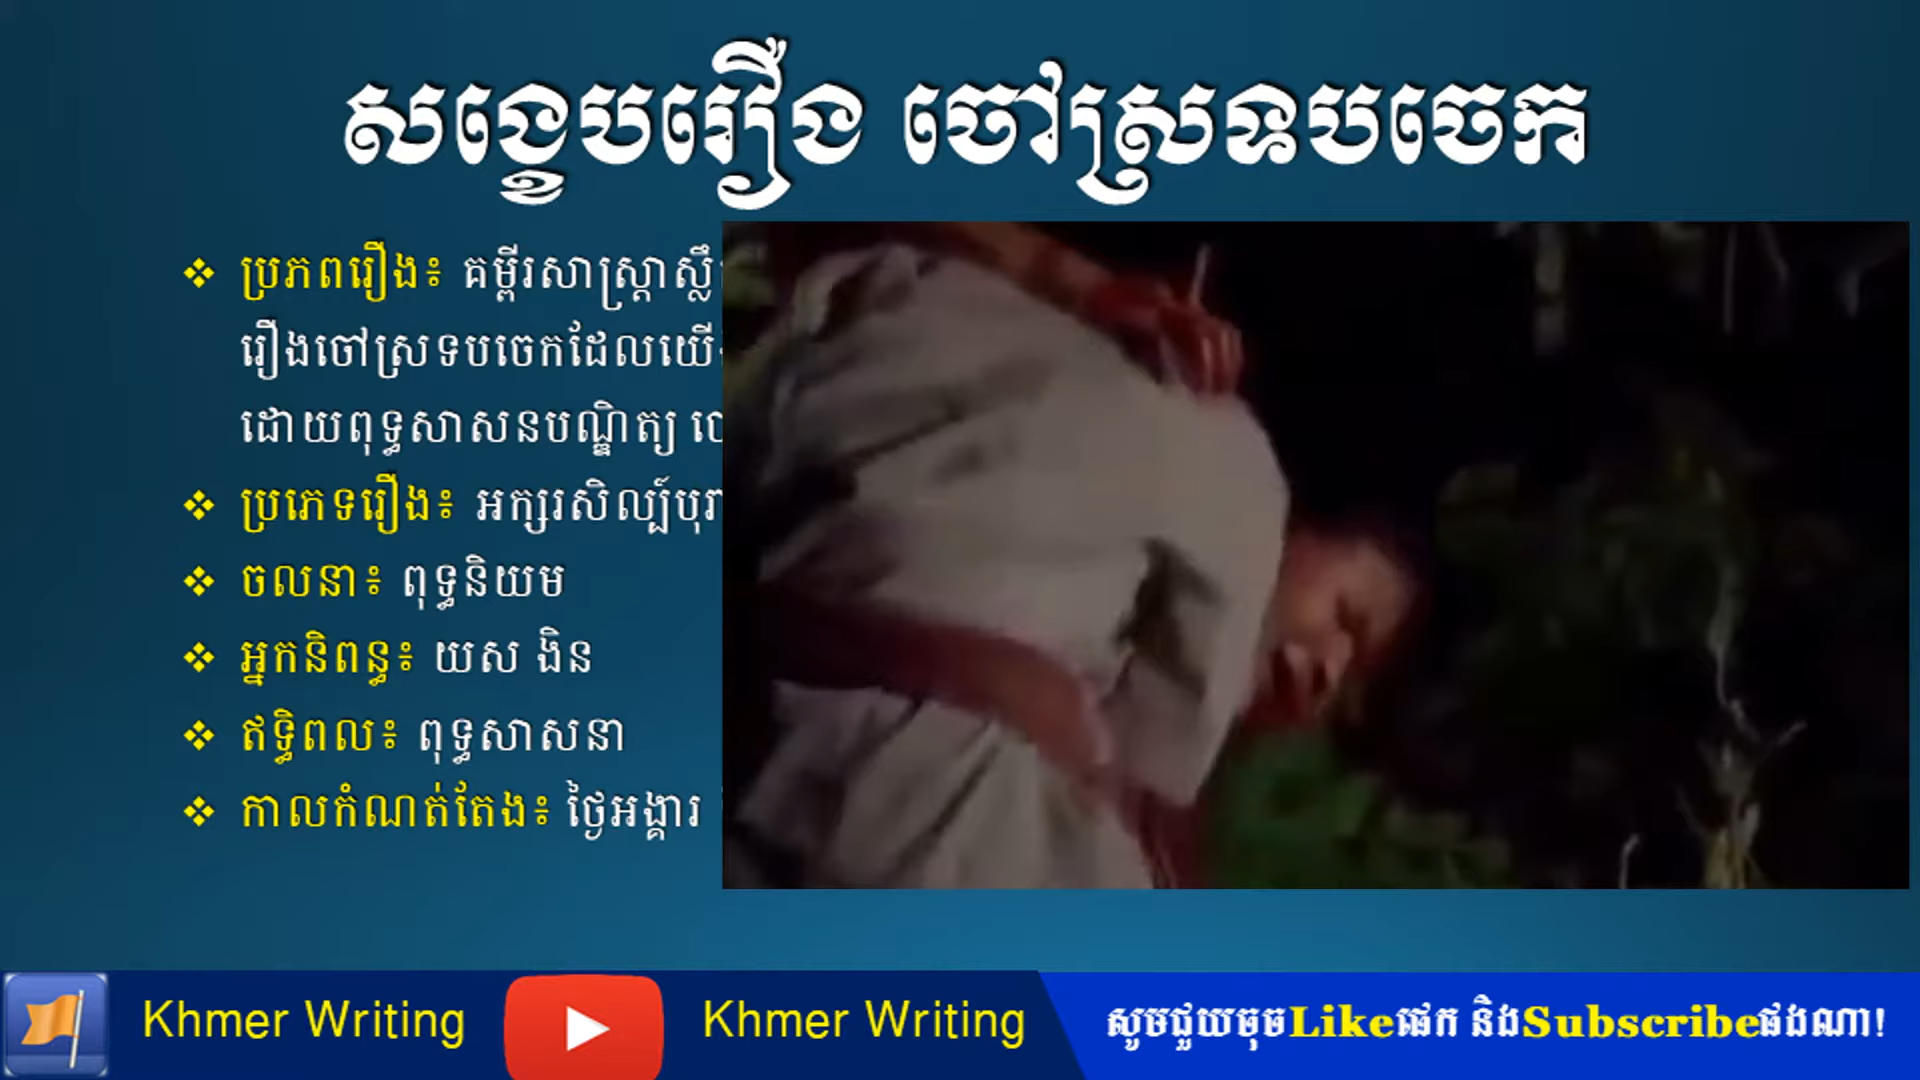 សង្ខេបរឿង ចៅស្រទបចេក
❖ ប្រភពរឿង៖ គម្ពីរសាស្ត្រាស្លឹ
រឿងចៅស្រទបចេកដែលយើ
ដោយពុទ្ធសាសនបណ្ឌិត្យ
❖ ប្រភេទរឿង៖ អក្សរសិល្ប៍បុរា
❖ ចលនា៖ ពុទ្ធនិយម
❖ អ្នកនិពន្ធ៖ យស ងិន
❖ ឥទ្ធិពល៖ ពុទ្ធសាសនា
❖ កាលកំណត់តែង៖ ថ្ងៃអង្គារ
Khmer Writing Khmer Writing សូមជួយចុចLikeផេក និងSubscribeផងណា!